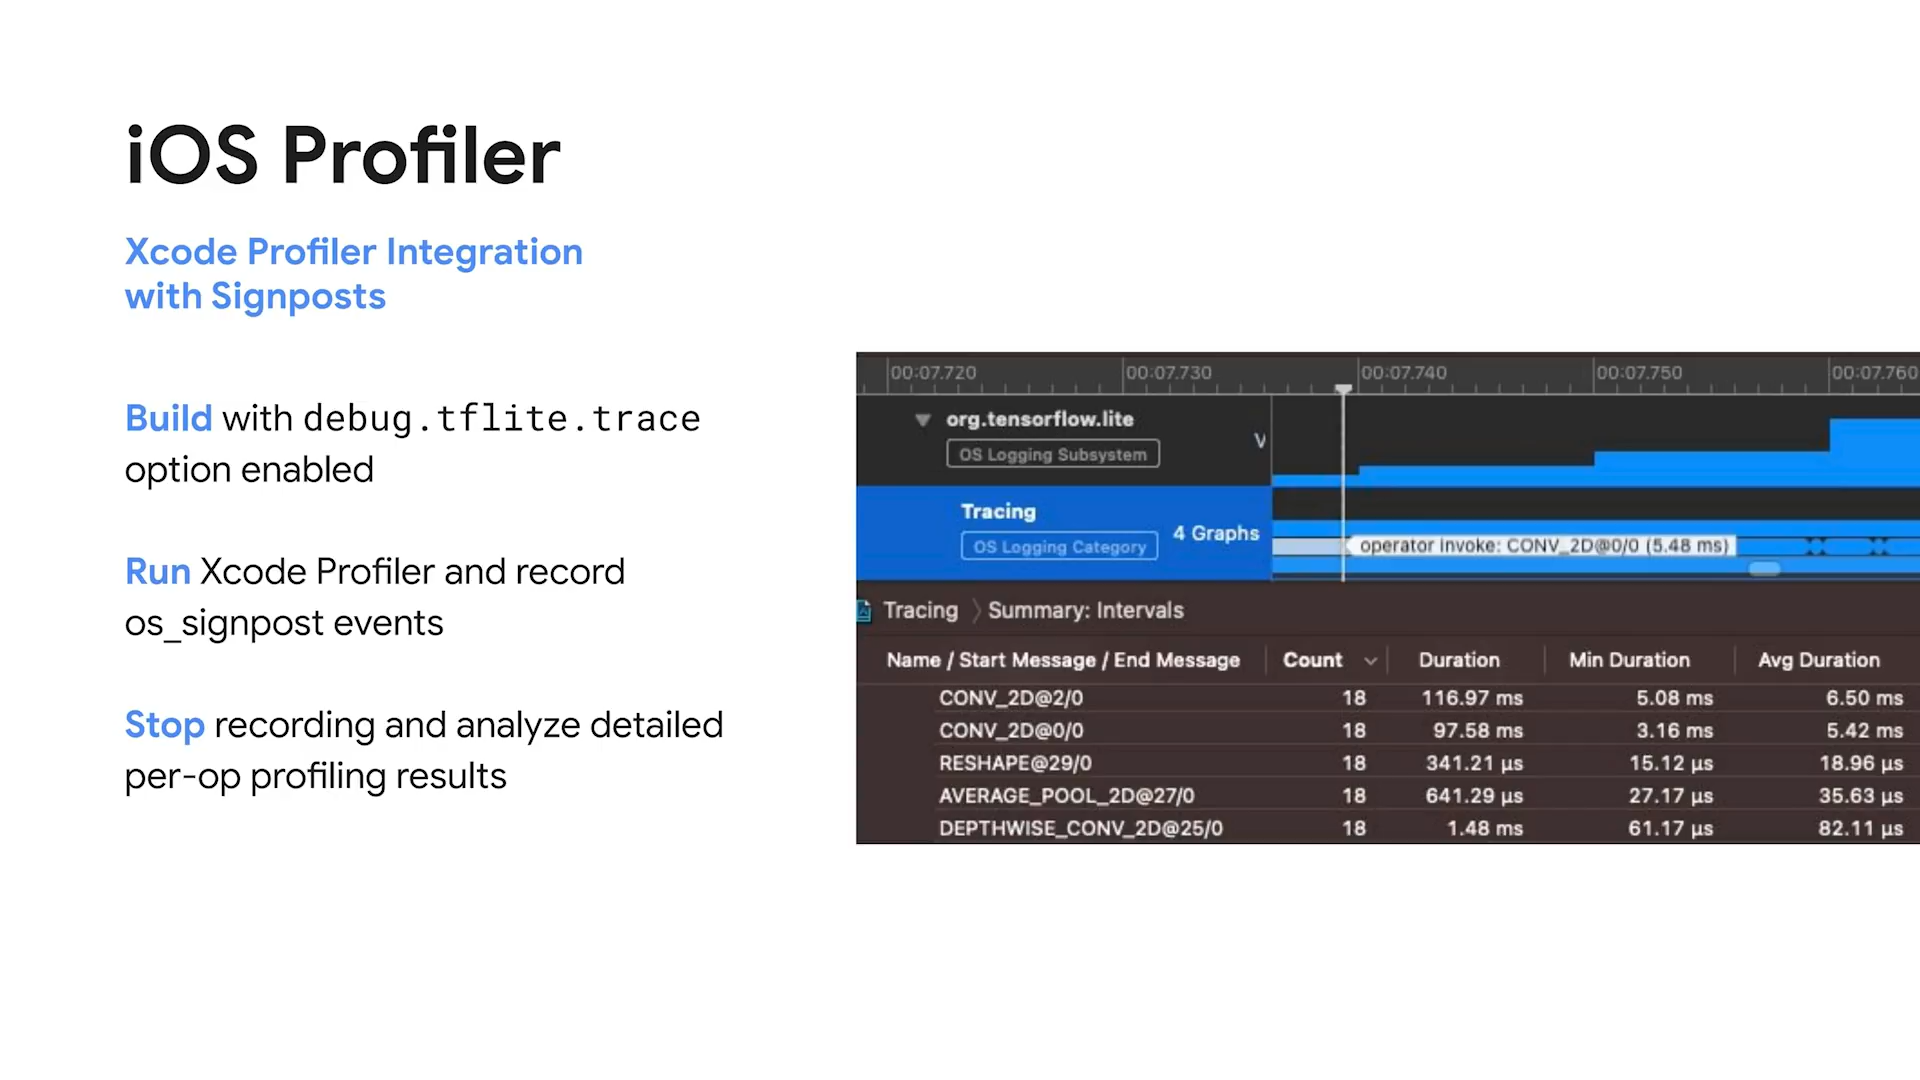 iOS Profiler
Xcode Profiler Integration
with Signposts
Build with debug.tflite.trace
option enabled
Run Xcode Profiler and record
os_signpost events
Stop recording and analyze detailed
per-op profiling results
00:07.720 00:07.730 00:07.740 00:07.750 00:07.760
org.tensorflow.lite
OS Logging Subsystem
Tracing
OS Logging Category
4 Graphs
operator invoke: CONV_2D@0/0 (5.48 ms)
Tracing Summary: Intervals
Name / Start Message / End Message Count Duration Min Duration Avg Duration
CONV_2D@2/0 18 116.97 ms 5.08 ms 6.50 ms
CONV_2D@0/0 18 97.58 ms 3.16 ms 5.42 ms
RESHAPE@29/0 18 341.21 µs 15.12 µs 18.96 µs
AVERAGE_POOL_2D@27/0 18 641.29 µs 27.17 µs 35.63 µs
DEPTHWISE_CONV_2D@25/0 18 1.48 ms 61.17 µs 82.11 µs